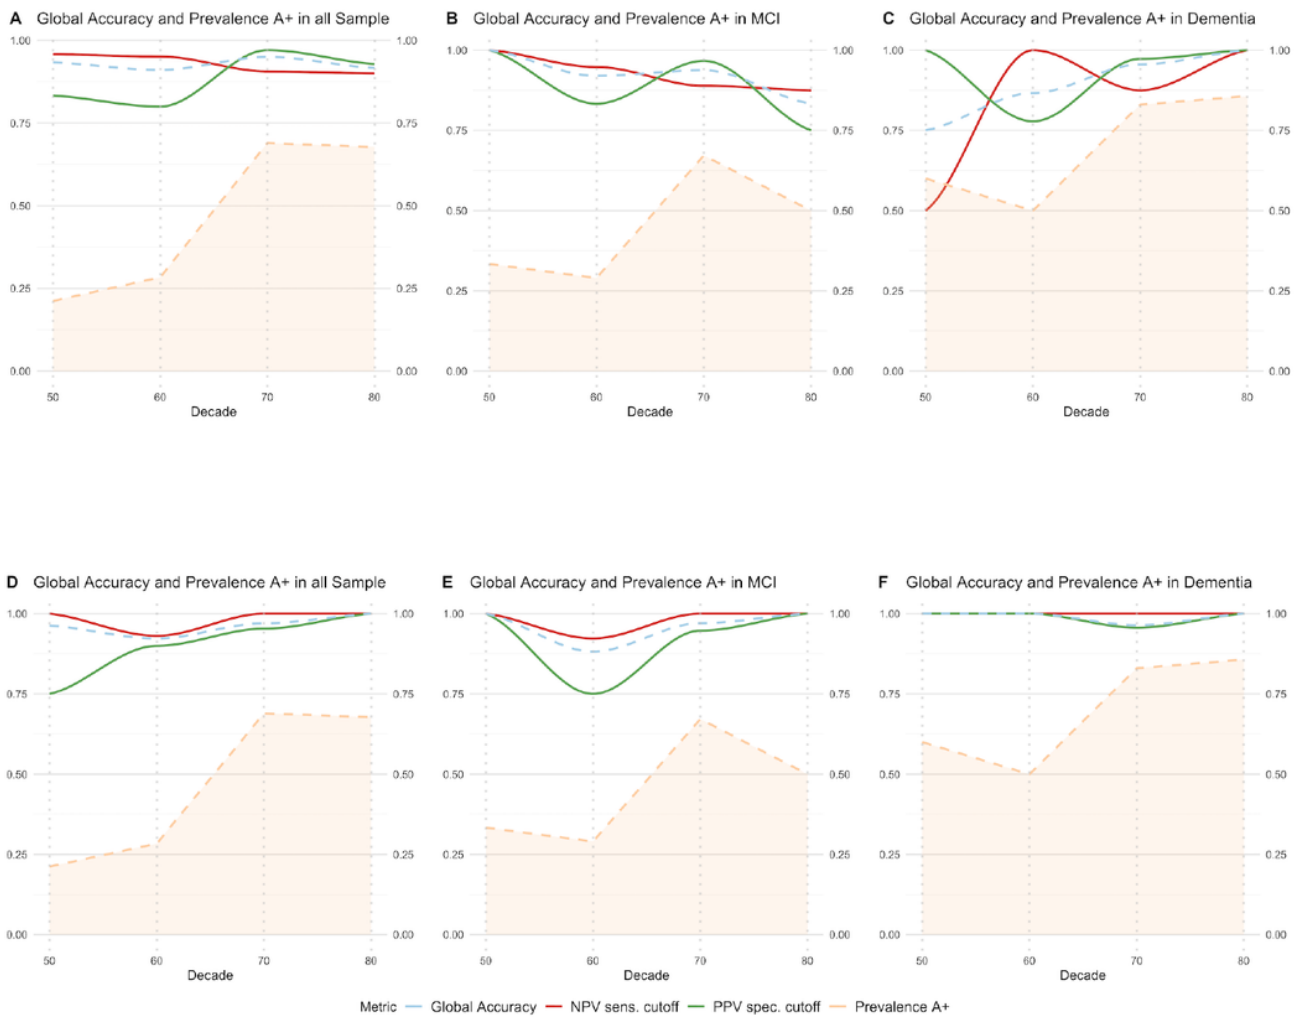 A Global Accuracy and Prevalence A+ in all Sample
1.00 1.00
0.75 0.75
0.50 0.50
0.25 0.25
0.00 0.00
50 60 70 80
Decade
B Global Accuracy and Prevalence A+ in MCI
1.00 1.00
0.75 0.75
0.50 0.50
0.25 0.25
0.00 0.00
50 60 70 80
Decade
C Global Accuracy and Prevalence A+ in Dementia
1.00 1.00
0.75 0.75
0.50 0.50
0.25 0.25
0.00 0.00
50 60 70 80
Decade
D Global Accuracy and Prevalence A+ in all Sample
1.00 1.00
0.75 0.75
0.50 0.50
0.25 0.25
0.00 0.00
50 60 70 80
Decade
E Global Accuracy and Prevalence A+ in MCI
1.00 1.00
0.75 0.75
0.50 0.50
0.25 0.25
0.00 0.00
50 60 70 80
Decade
F Global Accuracy and Prevalence A+ in Dementia
1.00 1.00
0.75 0.75
0.50 0.50
0.25 0.25
0.00 0.00
50 60 70 80
Decade
Metric Global Accuracy NPV sens. cutoff PPV spec. cutoff Prevalence A+